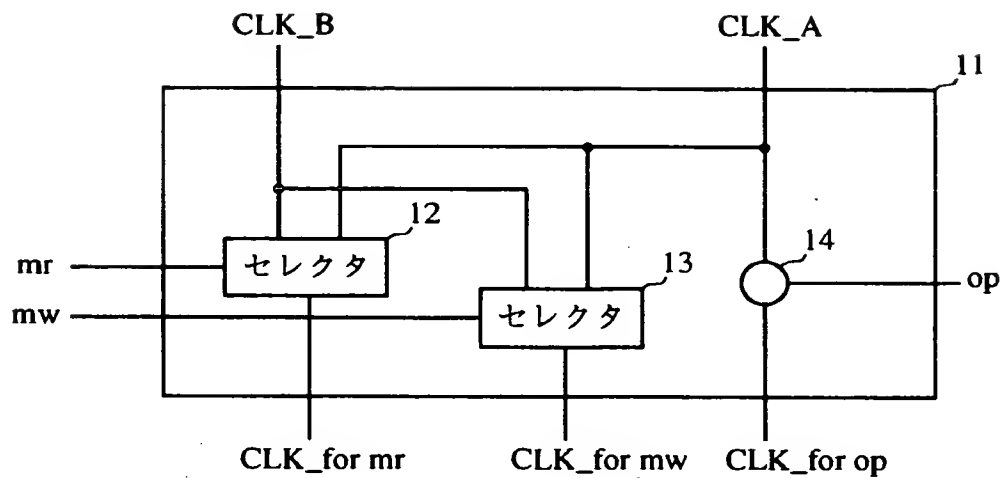 CLK_B
CLK_A
11
12
セレクタ
mr
13
セレクタ
mw
14
op
CLK_for mr
CLK_for mw
CLK_for op